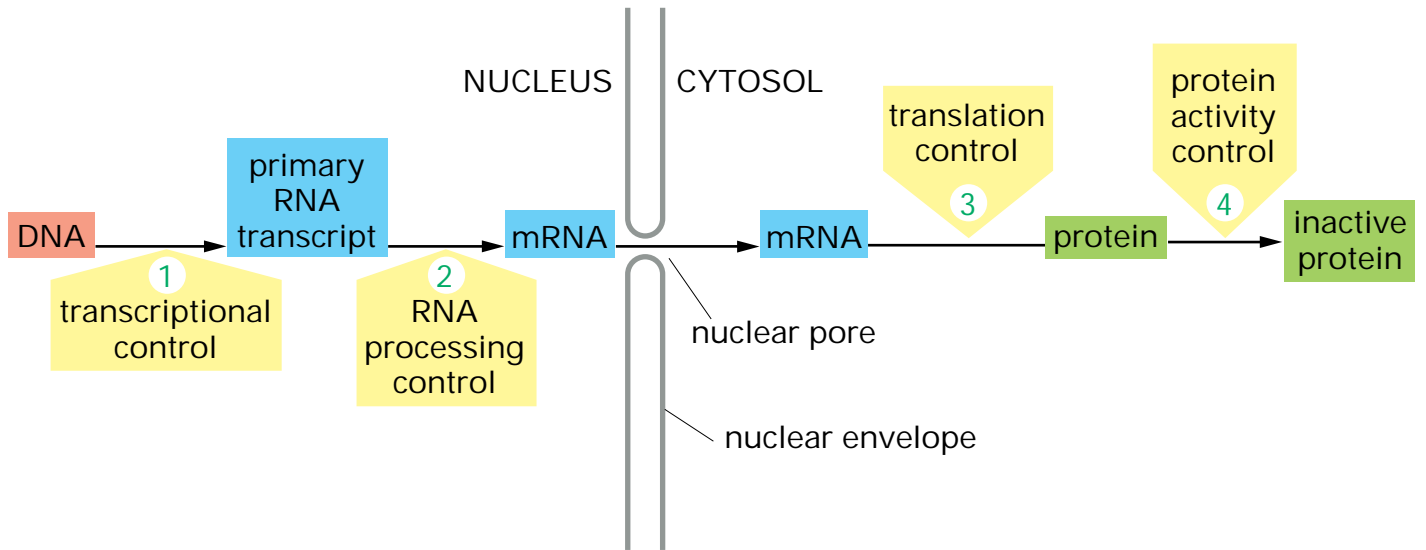 NUCLEUS
CYTOSOL
DNA
1
transcriptional
control
primary
RNA
transcript
2
RNA
processing
control
mRNA
nuclear pore
nuclear envelope
mRNA
translation
control
3
protein
protein
activity
control
4
inactive
protein